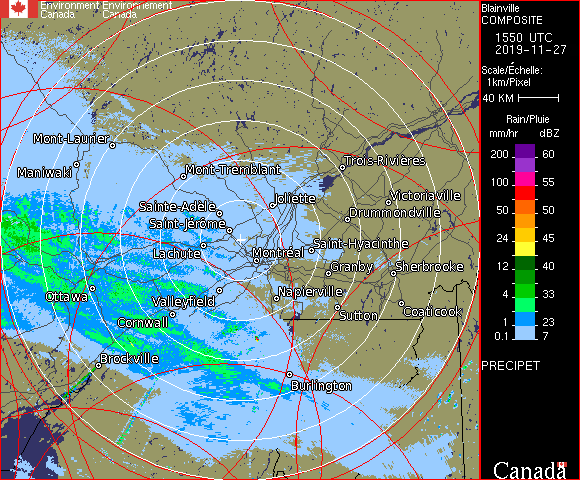 Environment Environnement
Canada Canada
Blainville
COMPOSITE
1550 UTC
2019-11-27
Scale/Échelle:
1km/Pixel
40 KM
Rain/Pluie
mm/hr dBZ
200 60
100 55
50 50
24 45
12 40
4 33
1 23
0.1 7
PRECIPET
Canada
Mont-Laurier
Maniwaki
Mont-Tremblant
Trois-Rivières
Joliette
Victoriaville
Sainte-Adèle
Drummondville
Saint-Jérôme
Lachute
Montréal
Saint-Hyacinthe
Granby
Sherbrooke
Ottawa
Valleyfield
Napierville
Cornwall
Sutton
Coaticook
Brockville
Burlington